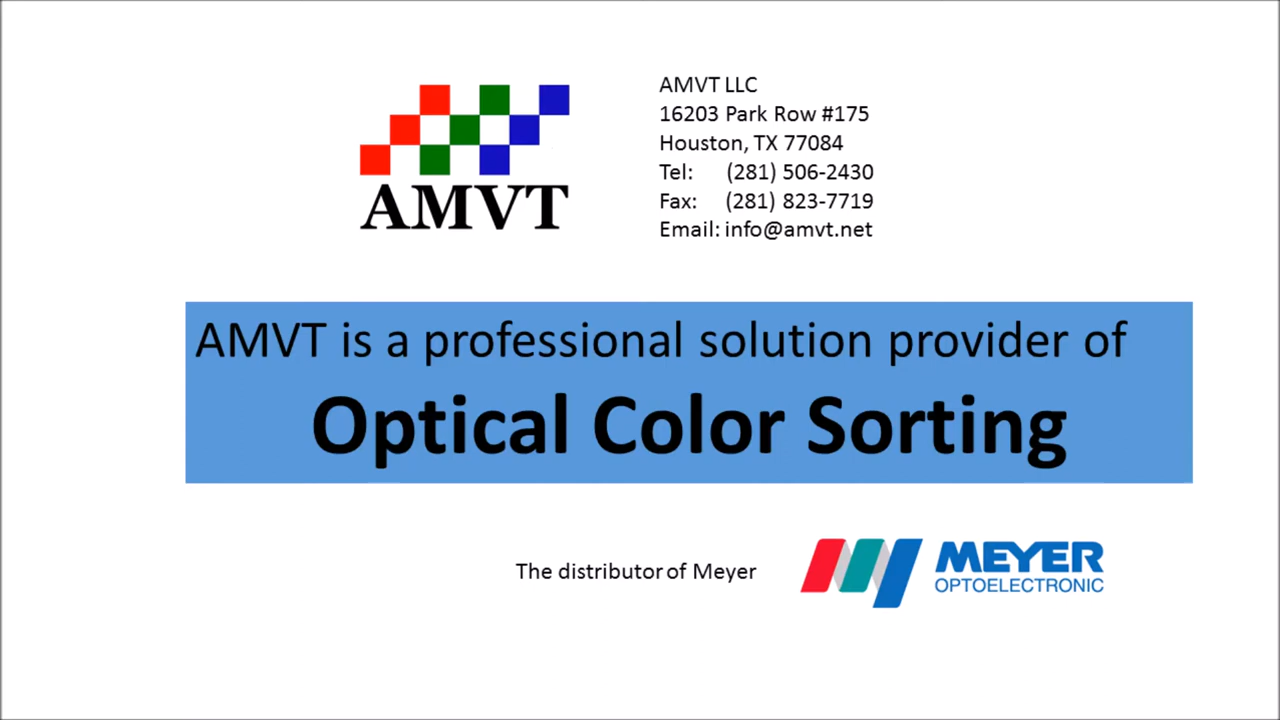 AMVT
AMVT LLC
16203 Park Row #175
Houston, TX 77084
Tel: (281) 506-2430
Fax: (281) 823-7719
Email: info@amvt.net
AMVT is a professional solution provider of
Optical Color Sorting
The distributor of Meyer
MEYER
OPTOELECTRONIC